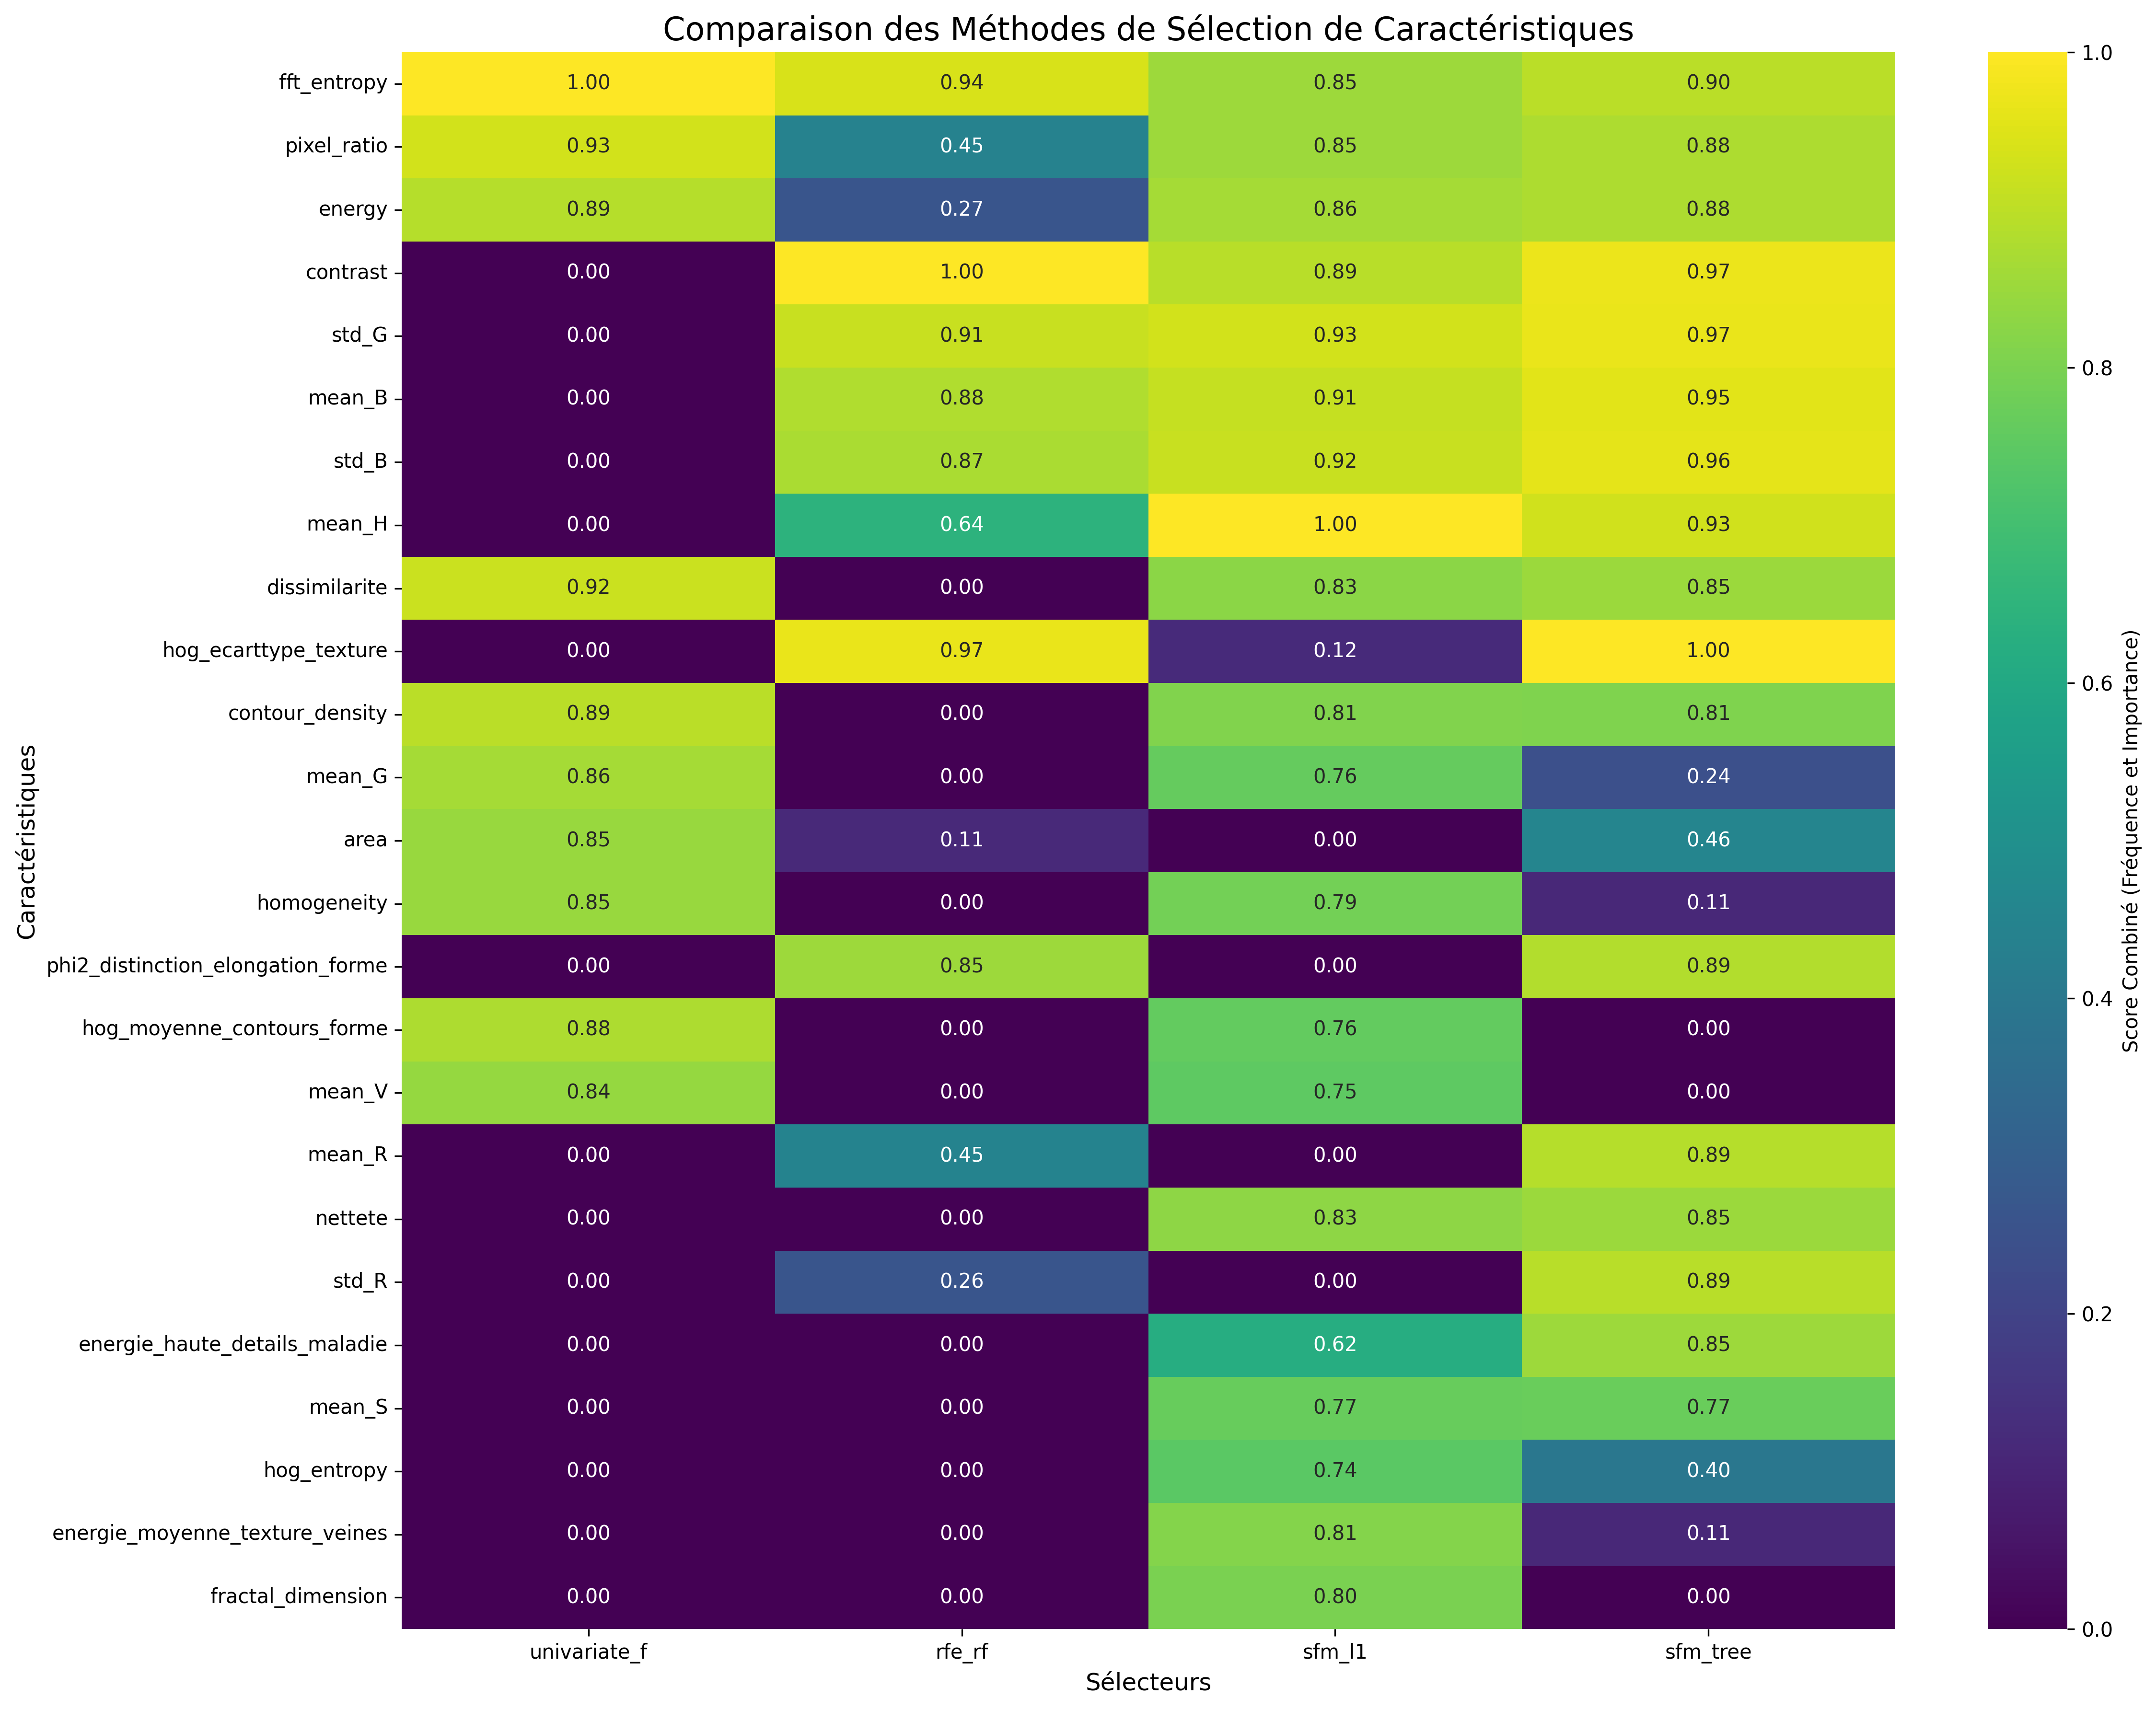 Comparaison des Méthodes de Sélection de Caractéristiques
fft_entropy 1.00 0.94 0.85 0.90
pixel_ratio 0.93 0.45 0.85 0.88
energy 0.89 0.27 0.86 0.88
contrast 0.00 1.00 0.89 0.97
std_G 0.00 0.91 0.93 0.97
mean_B 0.00 0.88 0.91 0.95
std_B 0.00 0.87 0.92 0.96
mean_H 0.00 0.64 1.00 0.93
dissimilarite 0.92 0.00 0.83 0.85
hog_ecarttype_texture 0.00 0.97 0.12 1.00
contour_density 0.89 0.00 0.81 0.81
mean_G 0.86 0.00 0.76 0.24
area 0.85 0.11 0.00 0.46
homogeneity 0.85 0.00 0.79 0.11
phi2_distinction_elongation_forme 0.00 0.85 0.00 0.89
hog_moyenne_contours_forme 0.88 0.00 0.76 0.00
mean_V 0.84 0.00 0.75 0.00
mean_R 0.00 0.45 0.00 0.89
nettete 0.00 0.00 0.83 0.85
std_R 0.00 0.26 0.00 0.89
energie_haute_details_maladie 0.00 0.00 0.62 0.85
mean_S 0.00 0.00 0.77 0.77
hog_entropy 0.00 0.00 0.74 0.40
energie_moyenne_texture_veines 0.00 0.00 0.81 0.11
fractal_dimension 0.00 0.00 0.80 0.00
univariate_f rfe_rf sfm_l1 sfm_tree
Sélecteurs
Caractéristiques
1.0
0.8
0.6
0.4
0.2
0.0
Score Combiné (Fréquence et Importance)